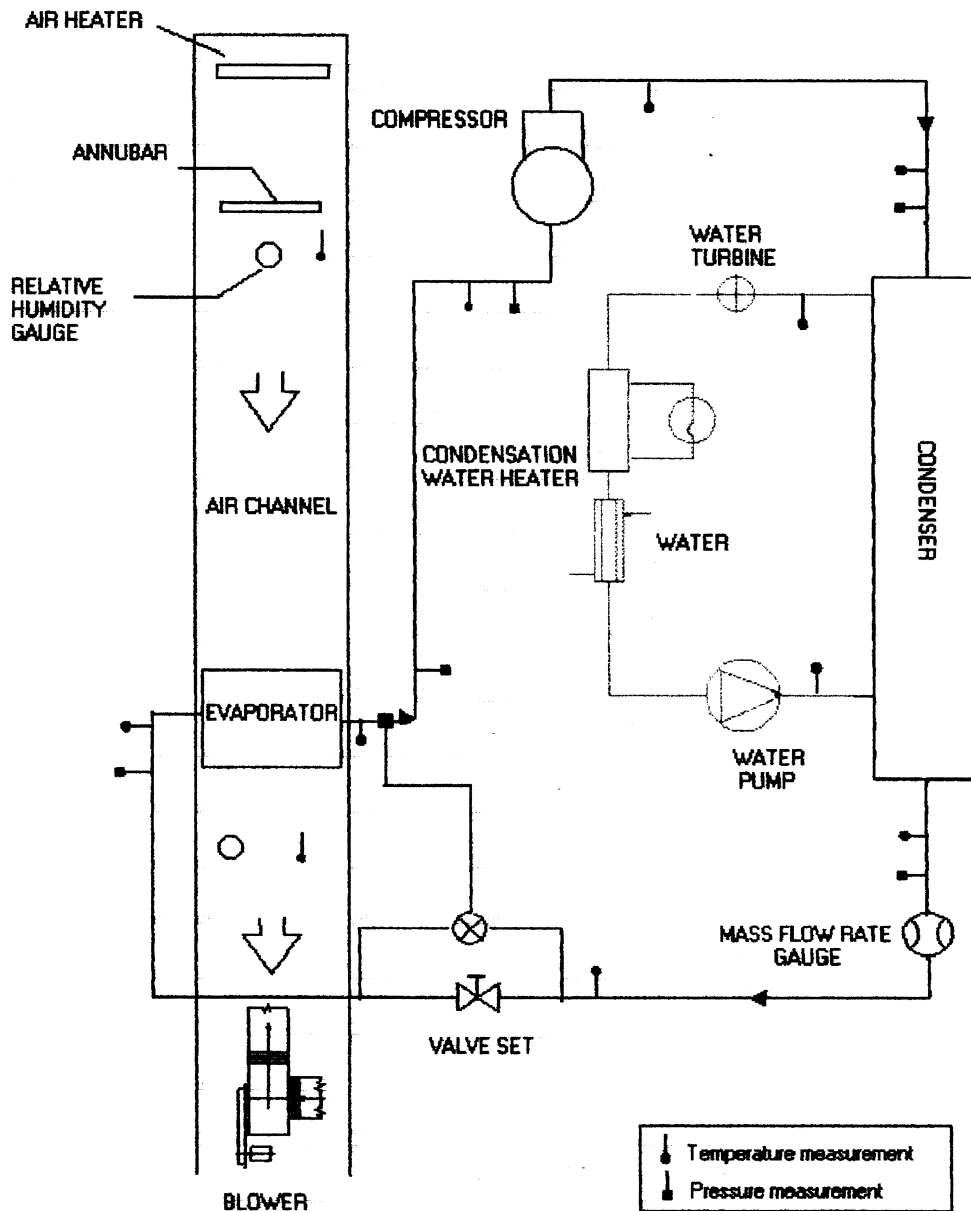 AIR HEATER
COMPRESSOR
ANNUBAR
WATER
TURBINE
RELATIVE
HUMIDITY
GAUGE
CONDENSATION
WATER HEATER
CONDENSER
AIR CHANNEL
WATER
EVAPORATOR
WATER
PUMP
MASS FLOW RATE
GAUGE
VALVE SET
BLOWER
Temperature measurement
Pressure measurement